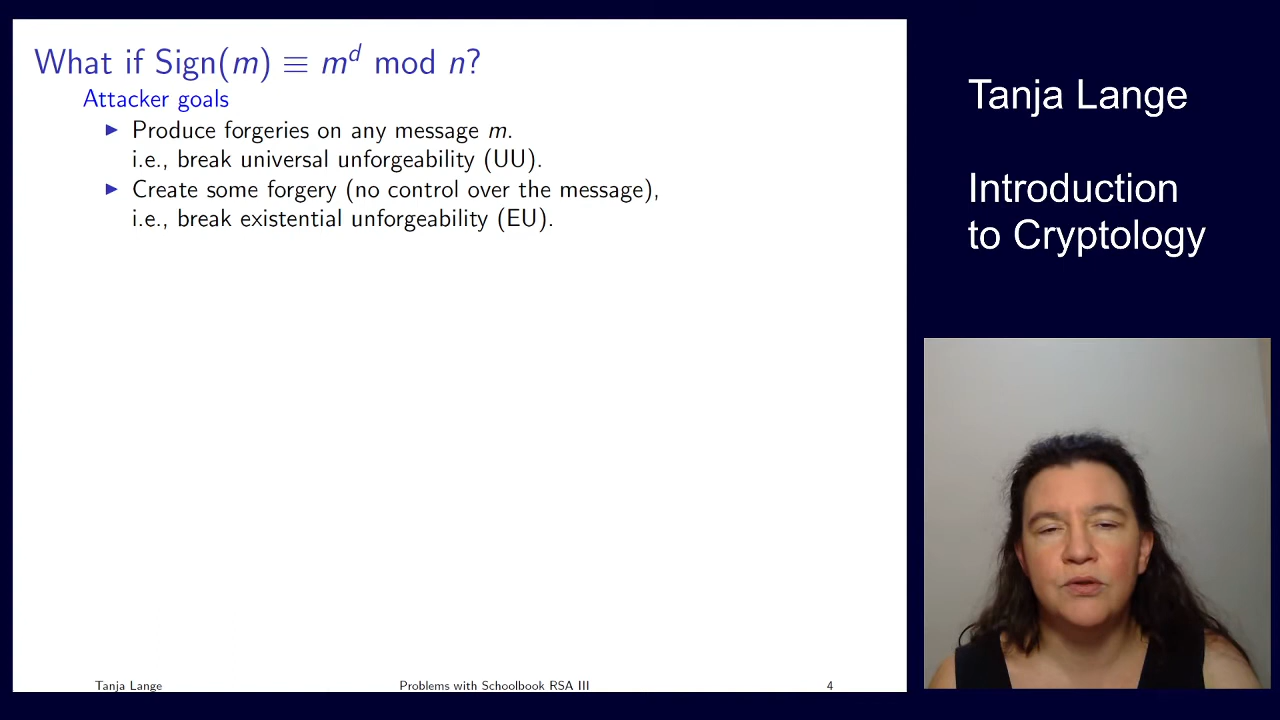 What if Sign(m) ≡ m^d mod n?
Attacker goals
▶ Produce forgeries on any message m.
i.e., break universal unforgeability (UU).
▶ Create some forgery (no control over the message),
i.e., break existential unforgeability (EU).
Tanja Lange
Problems with Schoolbook RSA III
4
Tanja Lange
Introduction
to Cryptology